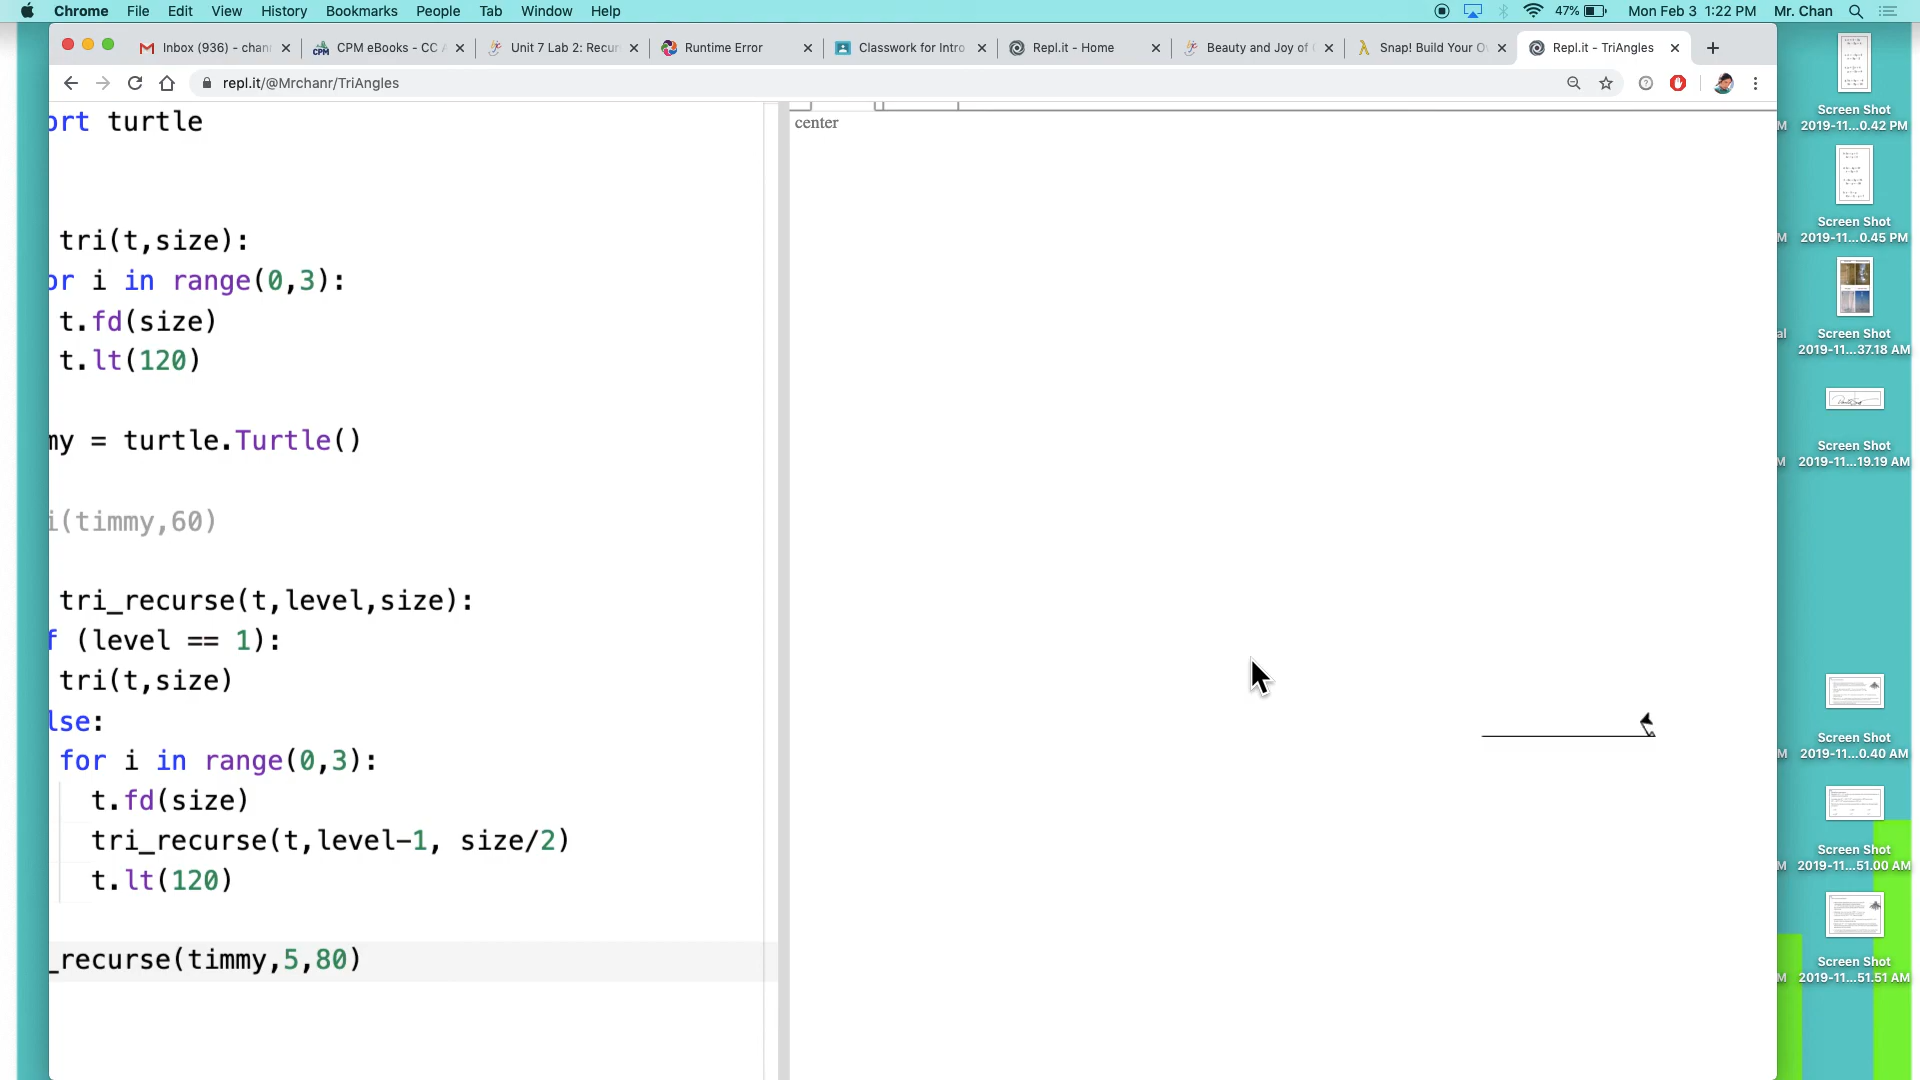 Chrome File Edit View History Bookmarks People Tab Window Help 47% Mon Feb 3 1:22 PM Mr. Chan
Inbox (936) - chan CPM eBooks - CC Unit 7 Lab 2: Recur Runtime Error Classwork for Intro Repl.it - Home Beauty and Joy of Snap! Build Your O Repl.it - TriAngles
repl.it/@Mrchanr/TriAngles
ort turtle
center
tri(t,size):
or i in range(0,3):
t.fd(size)
t.lt(120)
my = turtle.Turtle()
i(timmy,60)
tri_recurse(t,level,size):
f (level == 1):
tri(t,size)
lse:
for i in range(0,3):
t.fd(size)
tri_recurse(t,level-1, size/2)
t.lt(120)
_recurse(timmy,5,80)
Screen Shot
2019-11...0.42 PM
Screen Shot
2019-11...0.45 PM
Screen Shot
2019-11...37.18 AM
Screen Shot
2019-11...19.19 AM
Screen Shot
2019-11...0.40 AM
Screen Shot
2019-11...51.00 AM
Screen Shot
2019-11...51.51 AM